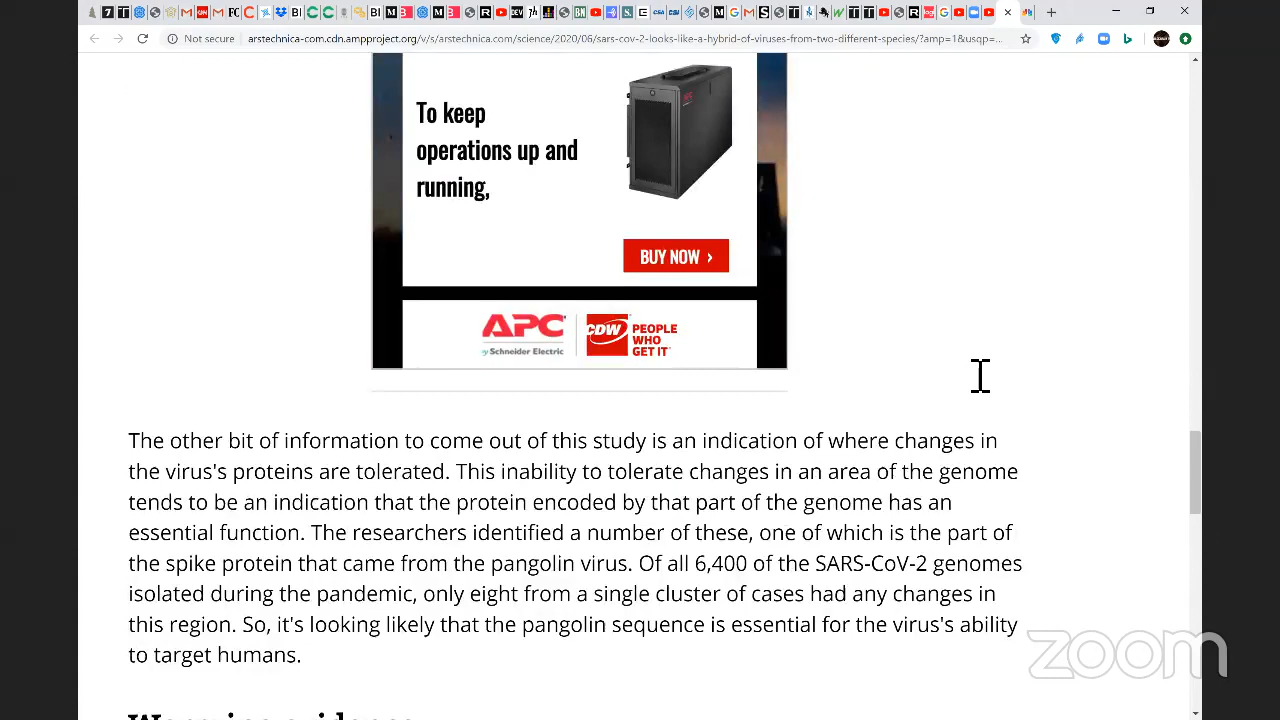 Not secure
arstechnica-com.cdn.ampproject.org/v/s/arstechnica.com/science/2020/06/sars-cov-2-looks-like-a-hybrid-of-viruses-from-two-different-species/?amp=1&usqp=...
To keep
operations up and
running,
APC
BUY NOW ›
APC
by Schneider Electric
CDW
PEOPLE
WHO
GET IT
The other bit of information to come out of this study is an indication of where changes in
the virus's proteins are tolerated. This inability to tolerate changes in an area of the genome
tends to be an indication that the protein encoded by that part of the genome has an
essential function. The researchers identified a number of these, one of which is the part of
the spike protein that came from the pangolin virus. Of all 6,400 of the SARS-CoV-2 genomes
isolated during the pandemic, only eight from a single cluster of cases had any changes in
this region. So, it's looking likely that the pangolin sequence is essential for the virus's ability
to target humans.
zoom